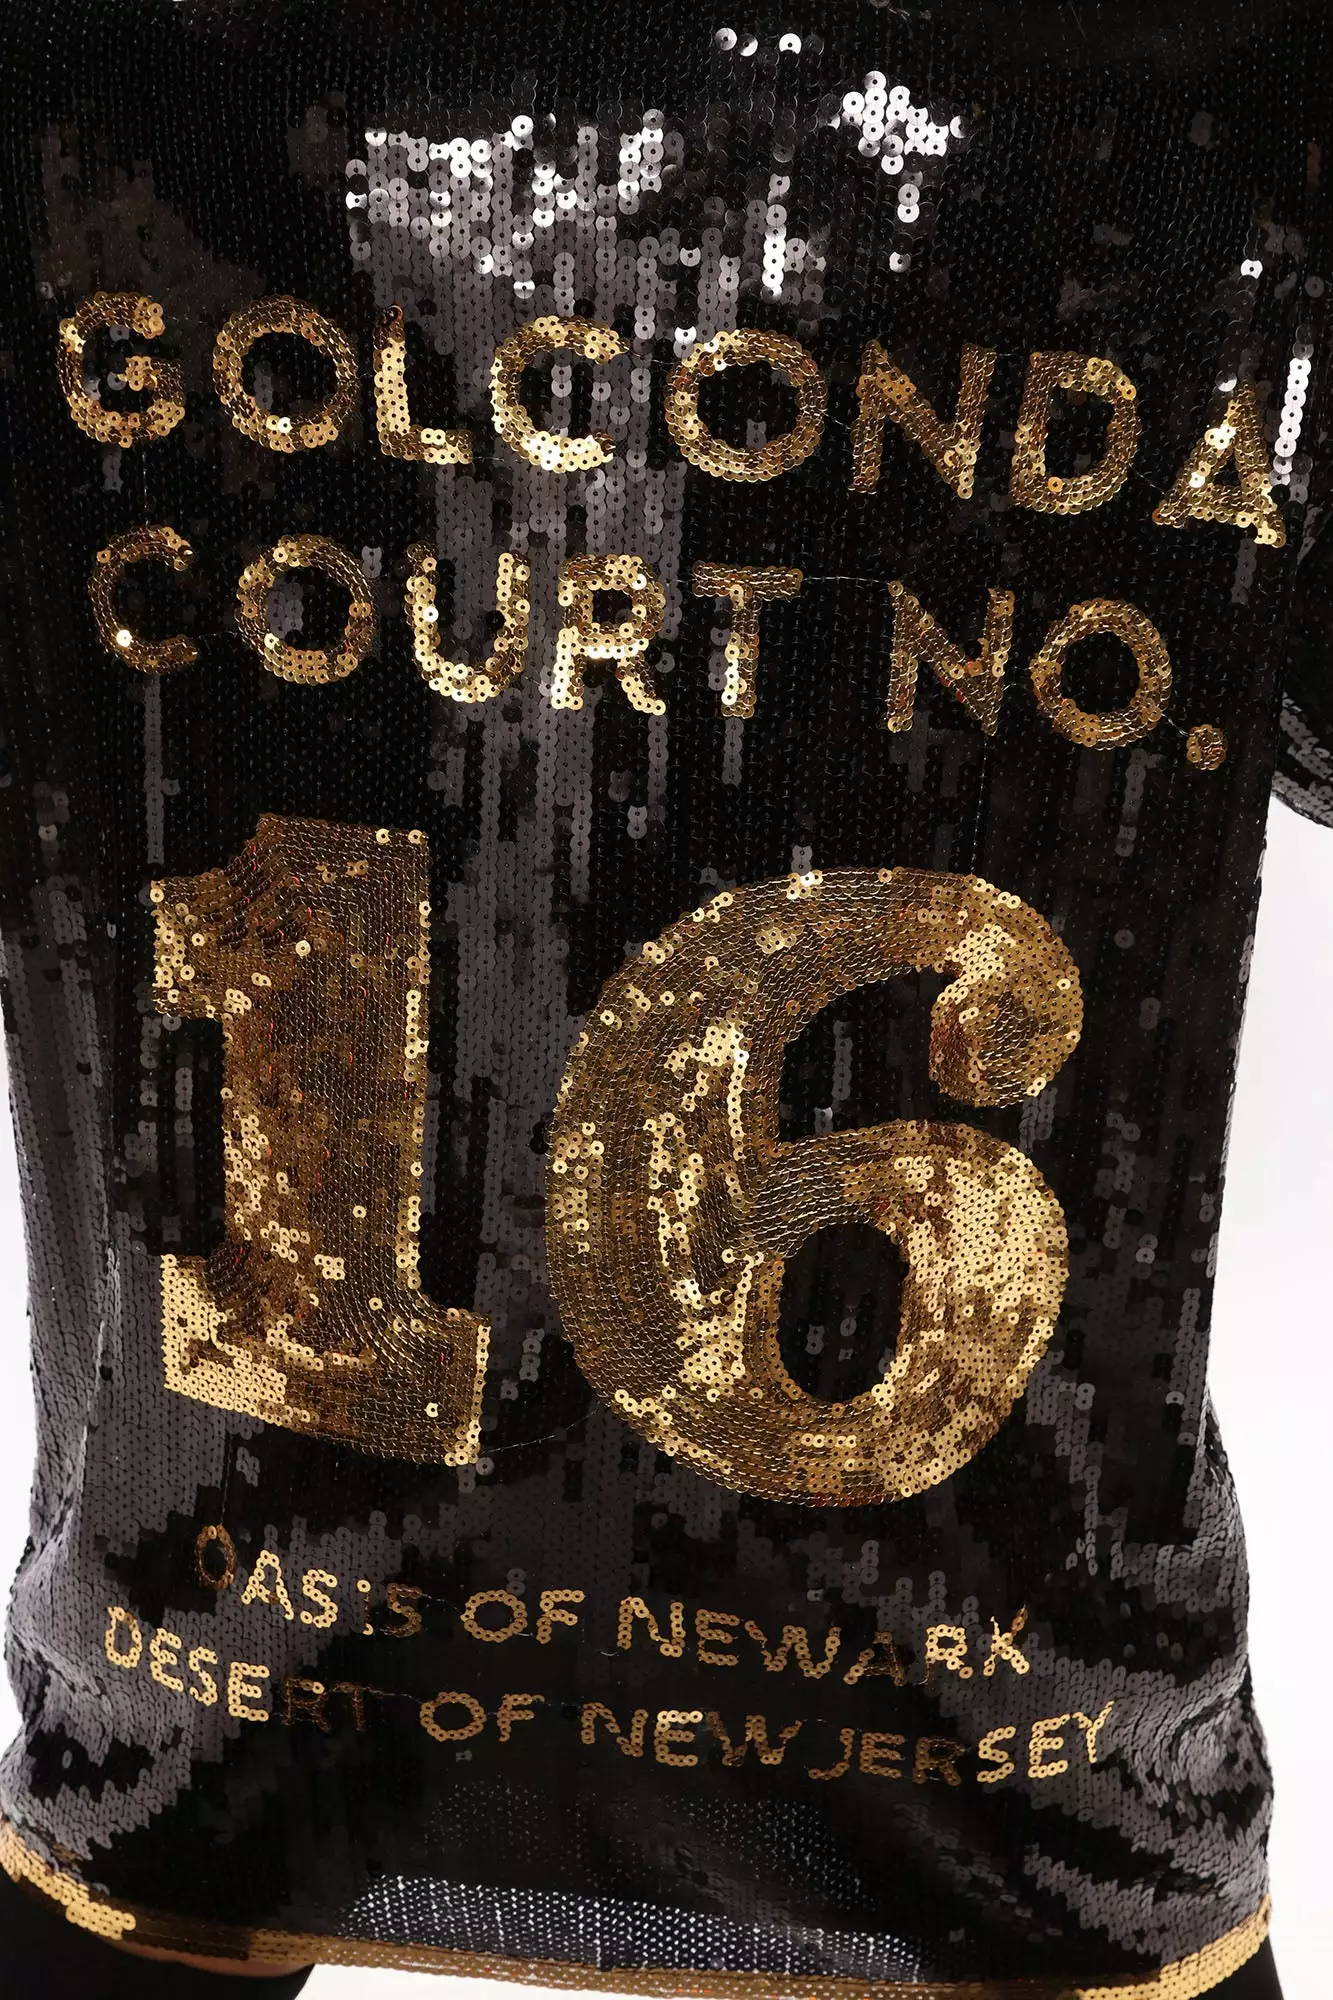 GOLCONDA
COURT NO.
16
OASIS OF NEWARK
DESERT OF NEW JERSEY